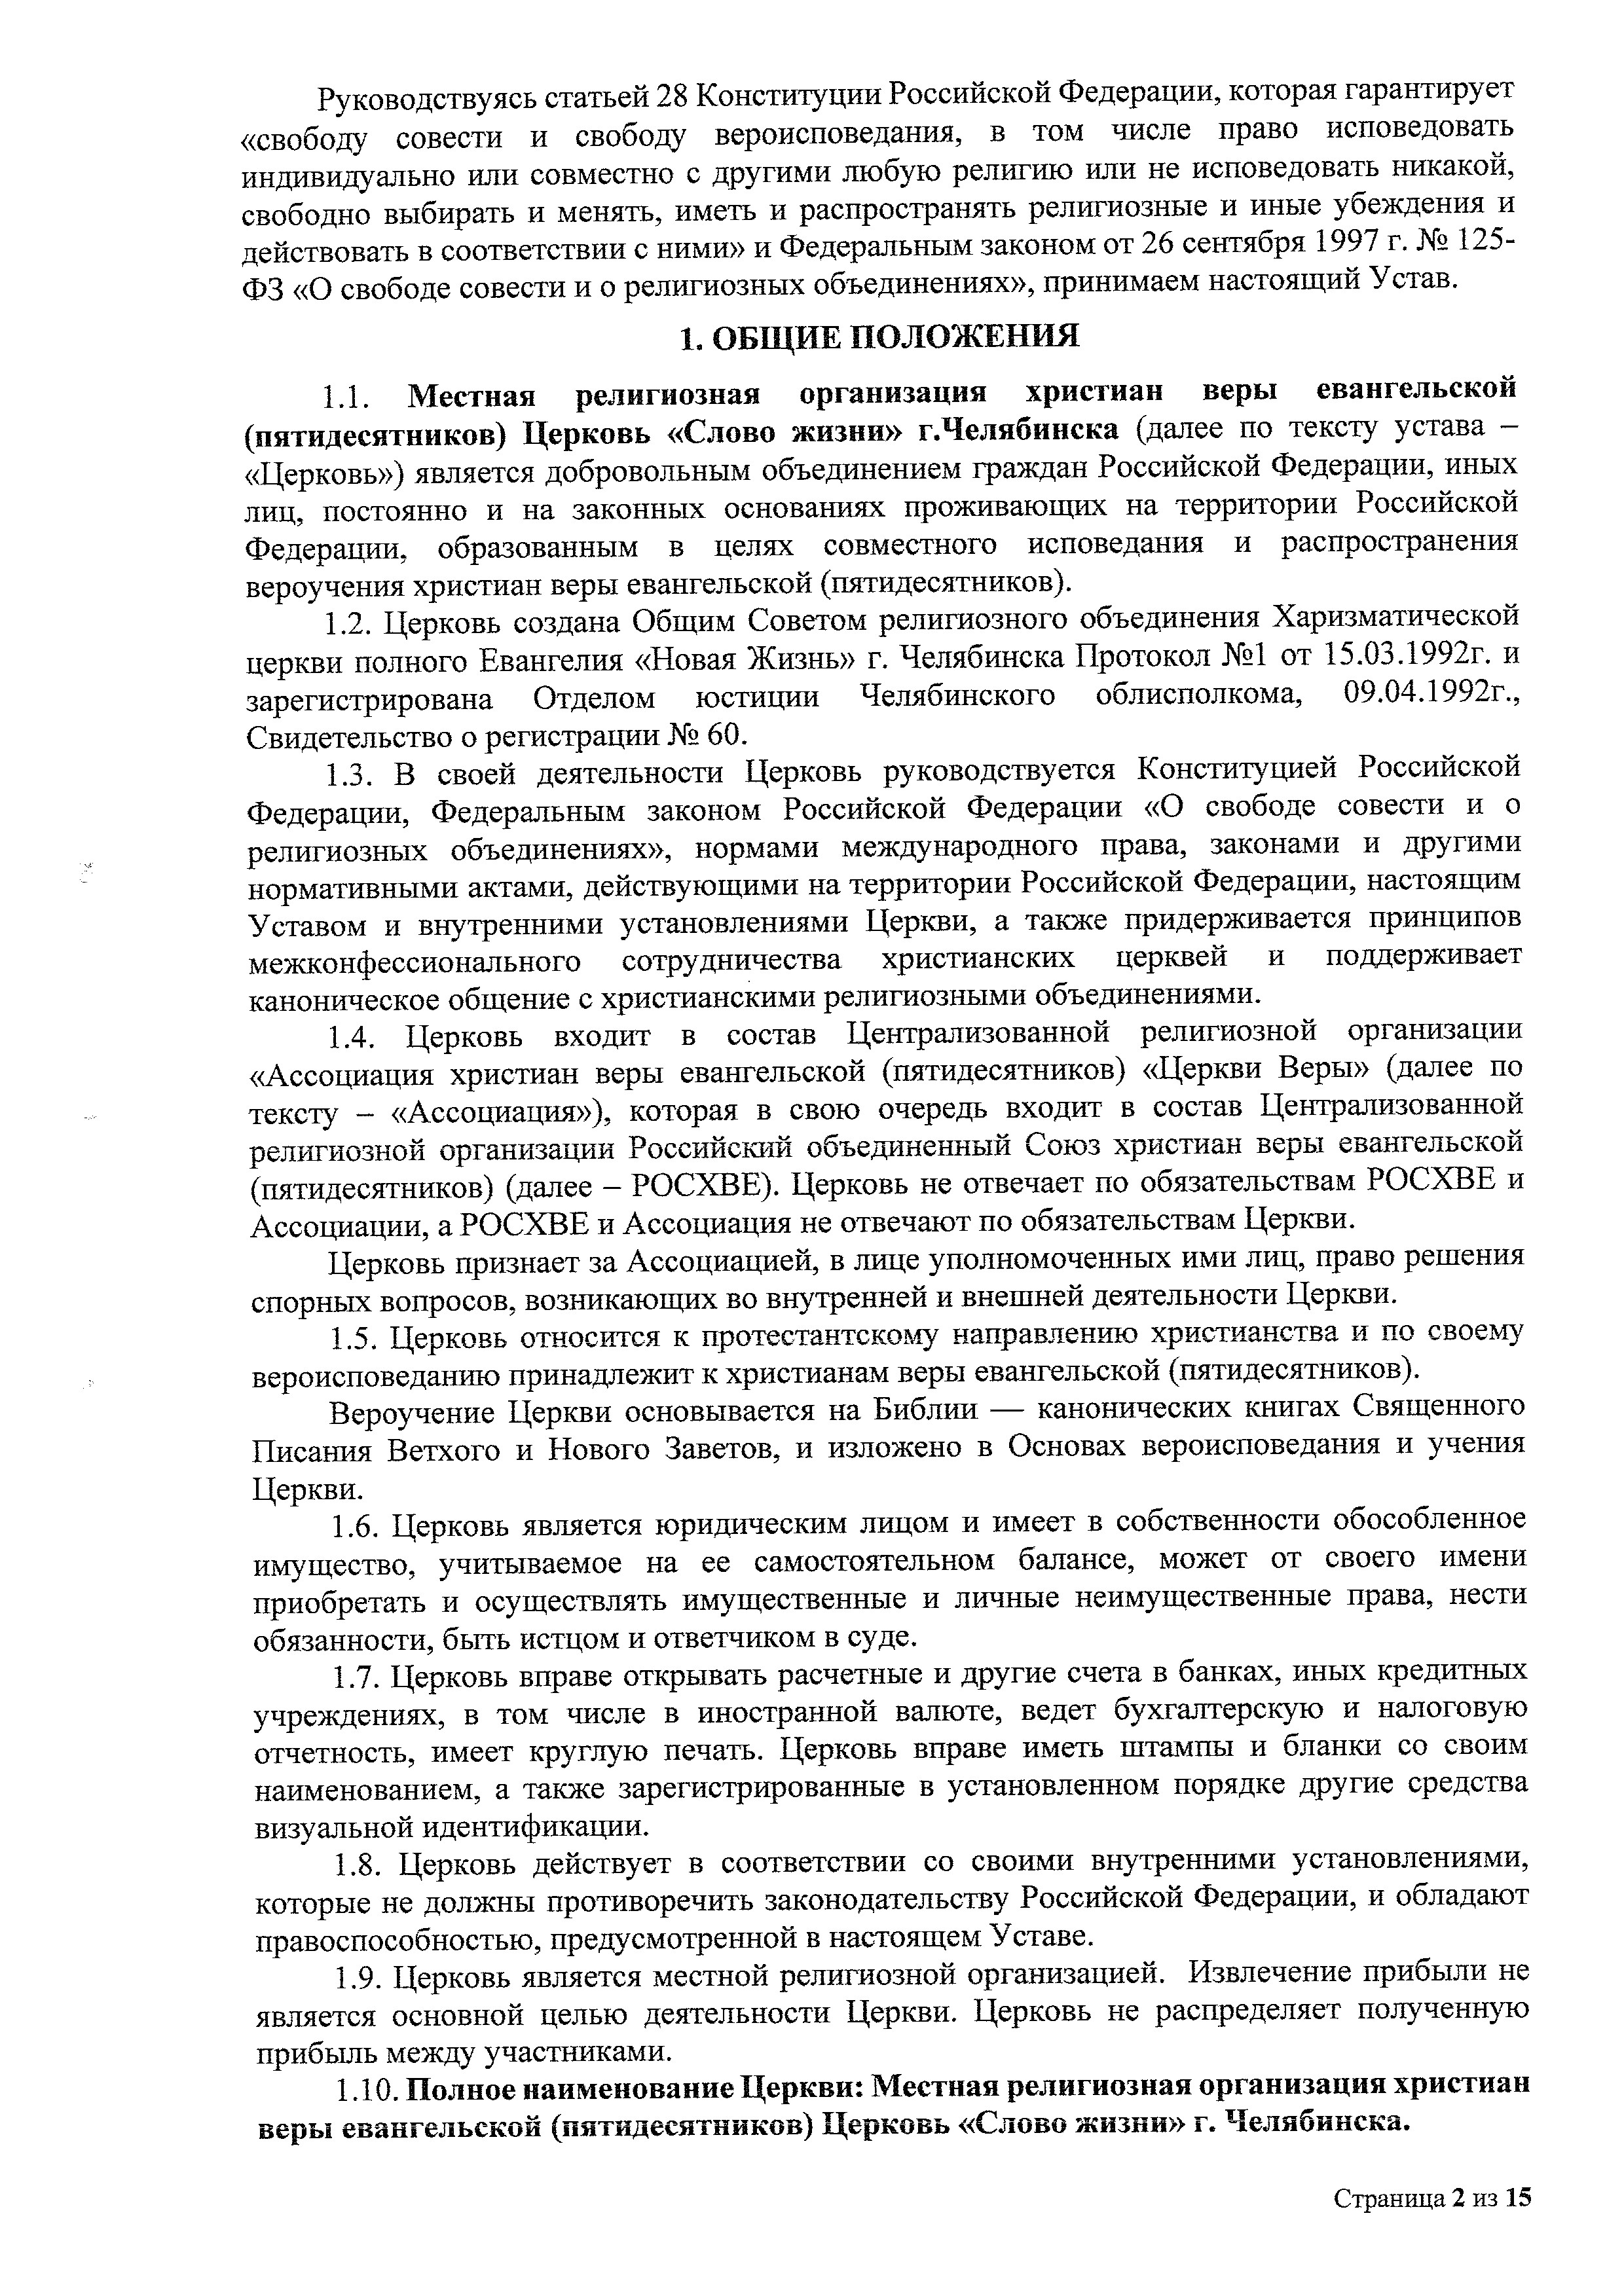 Руководствуясь статьей 28 Конституции Российской Федерации, которая гарантирует
«свободу совести и свободу вероисповедания, в том числе право исповедовать
индивидуально или совместно с другими любую религию или не исповедовать никакой,
свободно выбирать и менять, иметь и распространять религиозные и иные убеждения и
действовать в соответствии с ними» и Федеральным законом от 26 сентября 1997 г. № 125-
ФЗ «О свободе совести и о религиозных объединениях», принимаем настоящий Устав.
1. ОБЩИЕ ПОЛОЖЕНИЯ
1.1. Местная религиозная организация христиан веры евангельской
(пятидесятников) Церковь «Слово жизни» г.Челябинска (далее по тексту устава –
«Церковь») является добровольным объединением граждан Российской Федерации, иных
лиц, постоянно и на законных основаниях проживающих на территории Российской
Федерации, образованным в целях совместного исповедания и распространения
вероучения христиан веры евангельской (пятидесятников).
1.2. Церковь создана Общим Советом религиозного объединения Харизматической
церкви полного Евангелия «Новая Жизнь» г. Челябинска Протокол №1 от 15.03.1992г. и
зарегистрирована Отделом юстиции Челябинского облисполкома, 09.04.1992г.,
Свидетельство о регистрации № 60.
1.3. В своей деятельности Церковь руководствуется Конституцией Российской
Федерации, Федеральным законом Российской Федерации «О свободе совести и о
религиозных объединениях», нормами международного права, законами и другими
нормативными актами, действующими на территории Российской Федерации, настоящим
Уставом и внутренними установлениями Церкви, а также придерживается принципов
межконфессионального сотрудничества христианских церквей и поддерживает
каноническое общение с христианскими религиозными объединениями.
1.4. Церковь входит в состав Централизованной религиозной организации
«Ассоциация христиан веры евангельской (пятидесятников) «Церкви Веры» (далее по
тексту – «Ассоциация»), которая в свою очередь входит в состав Централизованной
религиозной организации Российский объединенный Союз христиан веры евангельской
(пятидесятников) (далее – РОСХВЕ). Церковь не отвечает по обязательствам РОСХВЕ и
Ассоциации, а РОСХВЕ и Ассоциация не отвечают по обязательствам Церкви.
Церковь признает за Ассоциацией, в лице уполномоченных ими лиц, право решения
спорных вопросов, возникающих во внутренней и внешней деятельности Церкви.
1.5. Церковь относится к протестантскому направлению христианства и по своему
вероисповеданию принадлежит к христианам веры евангельской (пятидесятников).
Вероучение Церкви основывается на Библии — канонических книгах Священного
Писания Ветхого и Нового Заветов, и изложено в Основах вероисповедания и учения
Церкви.
1.6. Церковь является юридическим лицом и имеет в собственности обособленное
имущество, учитываемое на ее самостоятельном балансе, может от своего имени
приобретать и осуществлять имущественные и личные неимущественные права, нести
обязанности, быть истцом и ответчиком в суде.
1.7. Церковь вправе открывать расчетные и другие счета в банках, иных кредитных
учреждениях, в том числе в иностранной валюте, ведет бухгалтерскую и налоговую
отчетность, имеет круглую печать. Церковь вправе иметь штампы и бланки со своим
наименованием, а также зарегистрированные в установленном порядке другие средства
визуальной идентификации.
1.8. Церковь действует в соответствии со своими внутренними установлениями,
которые не должны противоречить законодательству Российской Федерации, и обладают
правоспособностью, предусмотренной в настоящем Уставе.
1.9. Церковь является местной религиозной организацией. Извлечение прибыли не
является основной целью деятельности Церкви. Церковь не распределяет полученную
прибыль между участниками.
1.10. Полное наименование Церкви: Местная религиозная организация христиан
веры евангельской (пятидесятников) Церковь «Слово жизни» г. Челябинска.
Страница 2 из 15